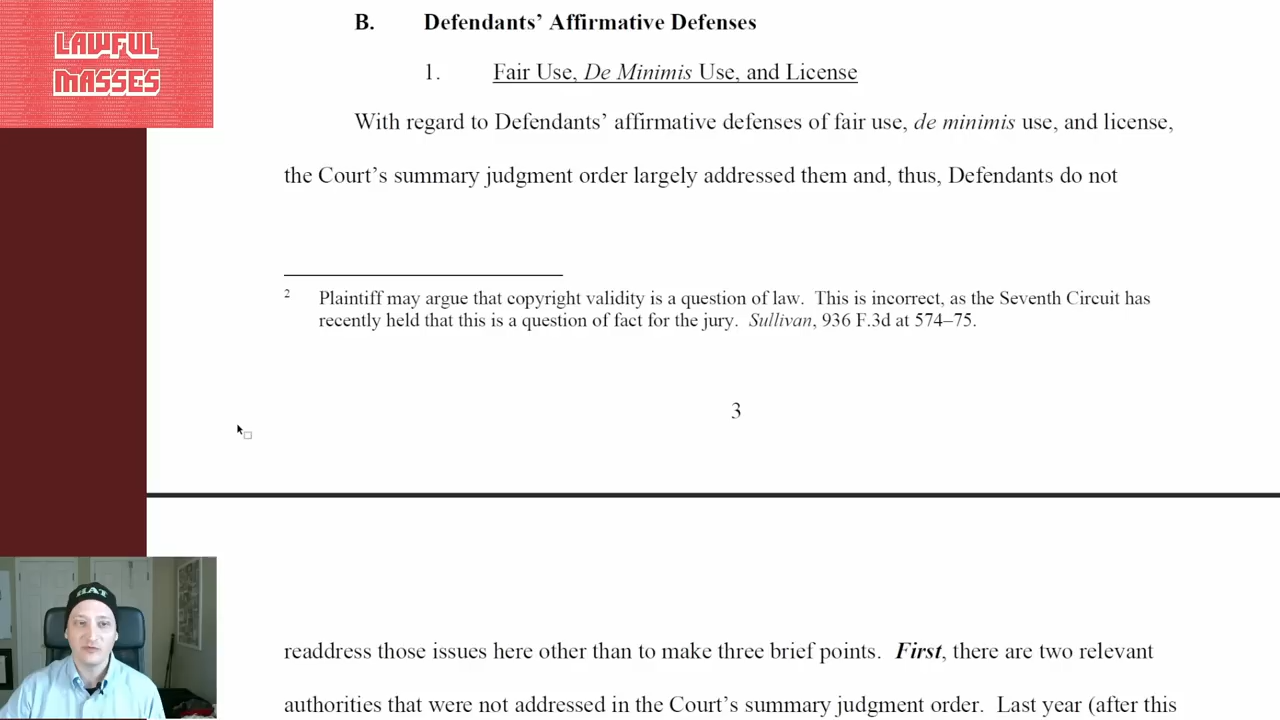 LAWFUL
MASSES
B. Defendants’ Affirmative Defenses
1. Fair Use, De Minimis Use, and License
With regard to Defendants’ affirmative defenses of fair use, de minimis use, and license,
the Court’s summary judgment order largely addressed them and, thus, Defendants do not
2 Plaintiff may argue that copyright validity is a question of law. This is incorrect, as the Seventh Circuit has
recently held that this is a question of fact for the jury. Sullivan, 936 F.3d at 574–75.
3
HAT
readdress those issues here other than to make three brief points. First, there are two relevant
authorities that were not addressed in the Court’s summary judgment order. Last year (after this